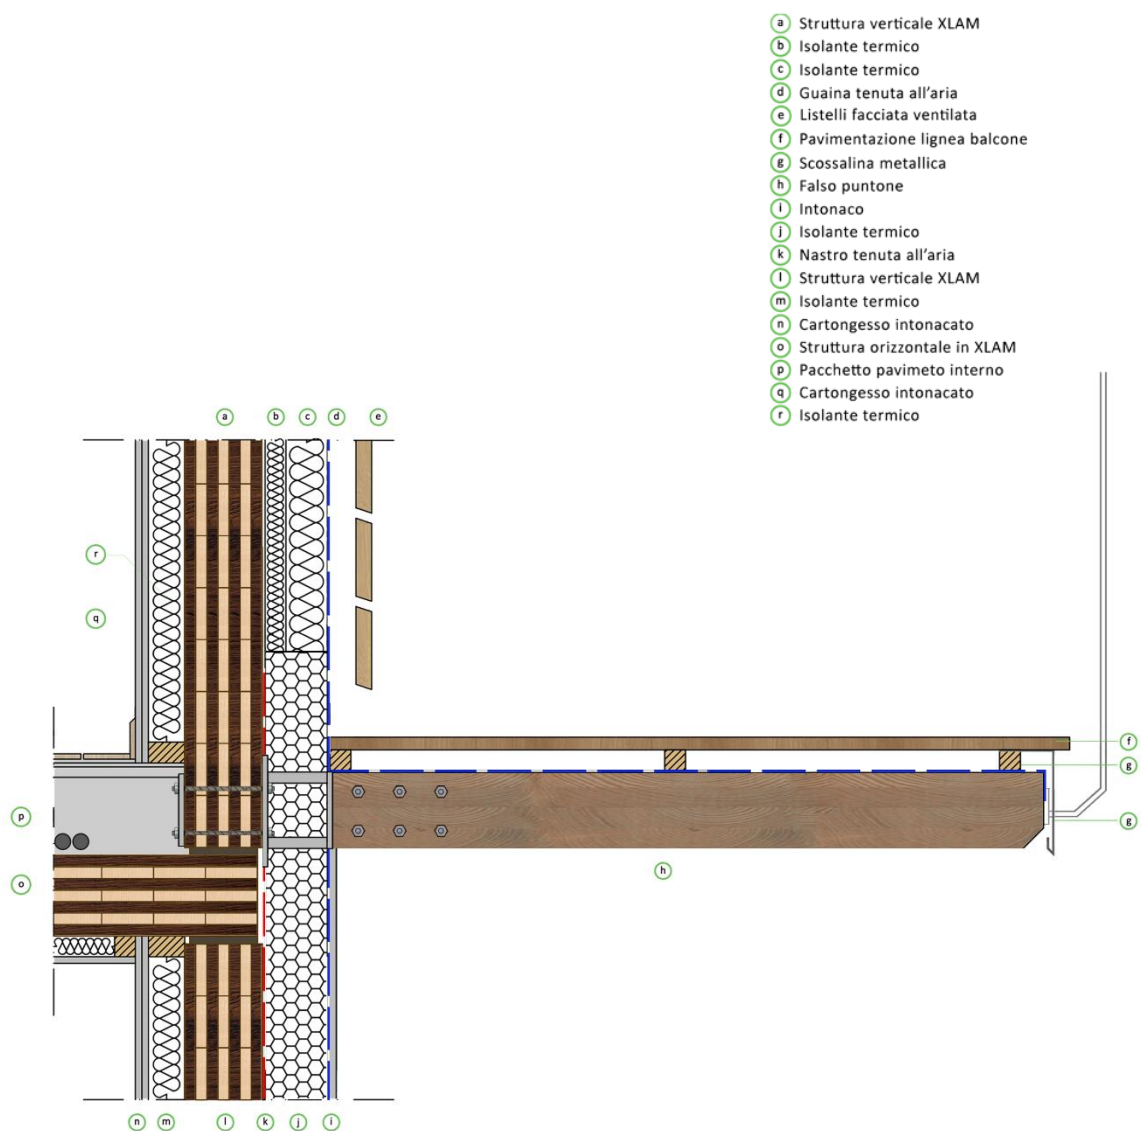 a Struttura verticale XLAM
b Isolante termico
c Isolante termico
d Guaina tenuta all'aria
e Listelli facciata ventilata
f Pavimentazione lignea balcone
g Scossalina metallica
h Falso puntone
i Intonaco
j Isolante termico
k Nastro tenuta all'aria
l Struttura verticale XLAM
m Isolante termico
n Cartongesso intonacato
o Struttura orizzontale in XLAM
p Pacchetto pavimeto interno
q Cartongesso intonacato
r Isolante termico
a b c d e
r
q
f
g
p
g
h
o
n m l k j i